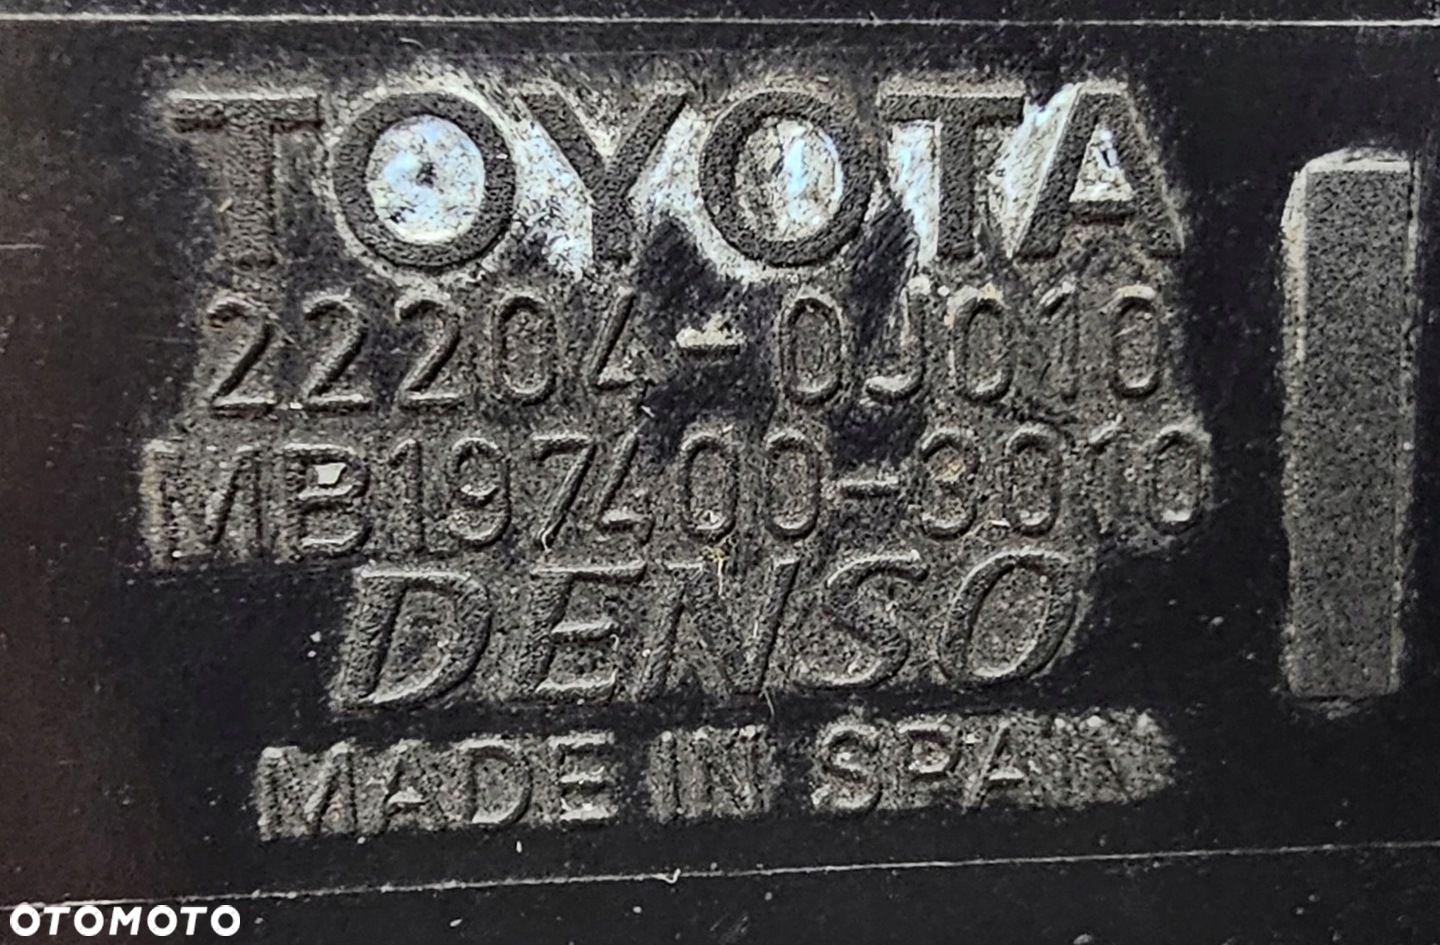 TOYOTA
22204-0J010
MB197400-3010
DENSO
MADE IN SPAIN
OTOMOTO